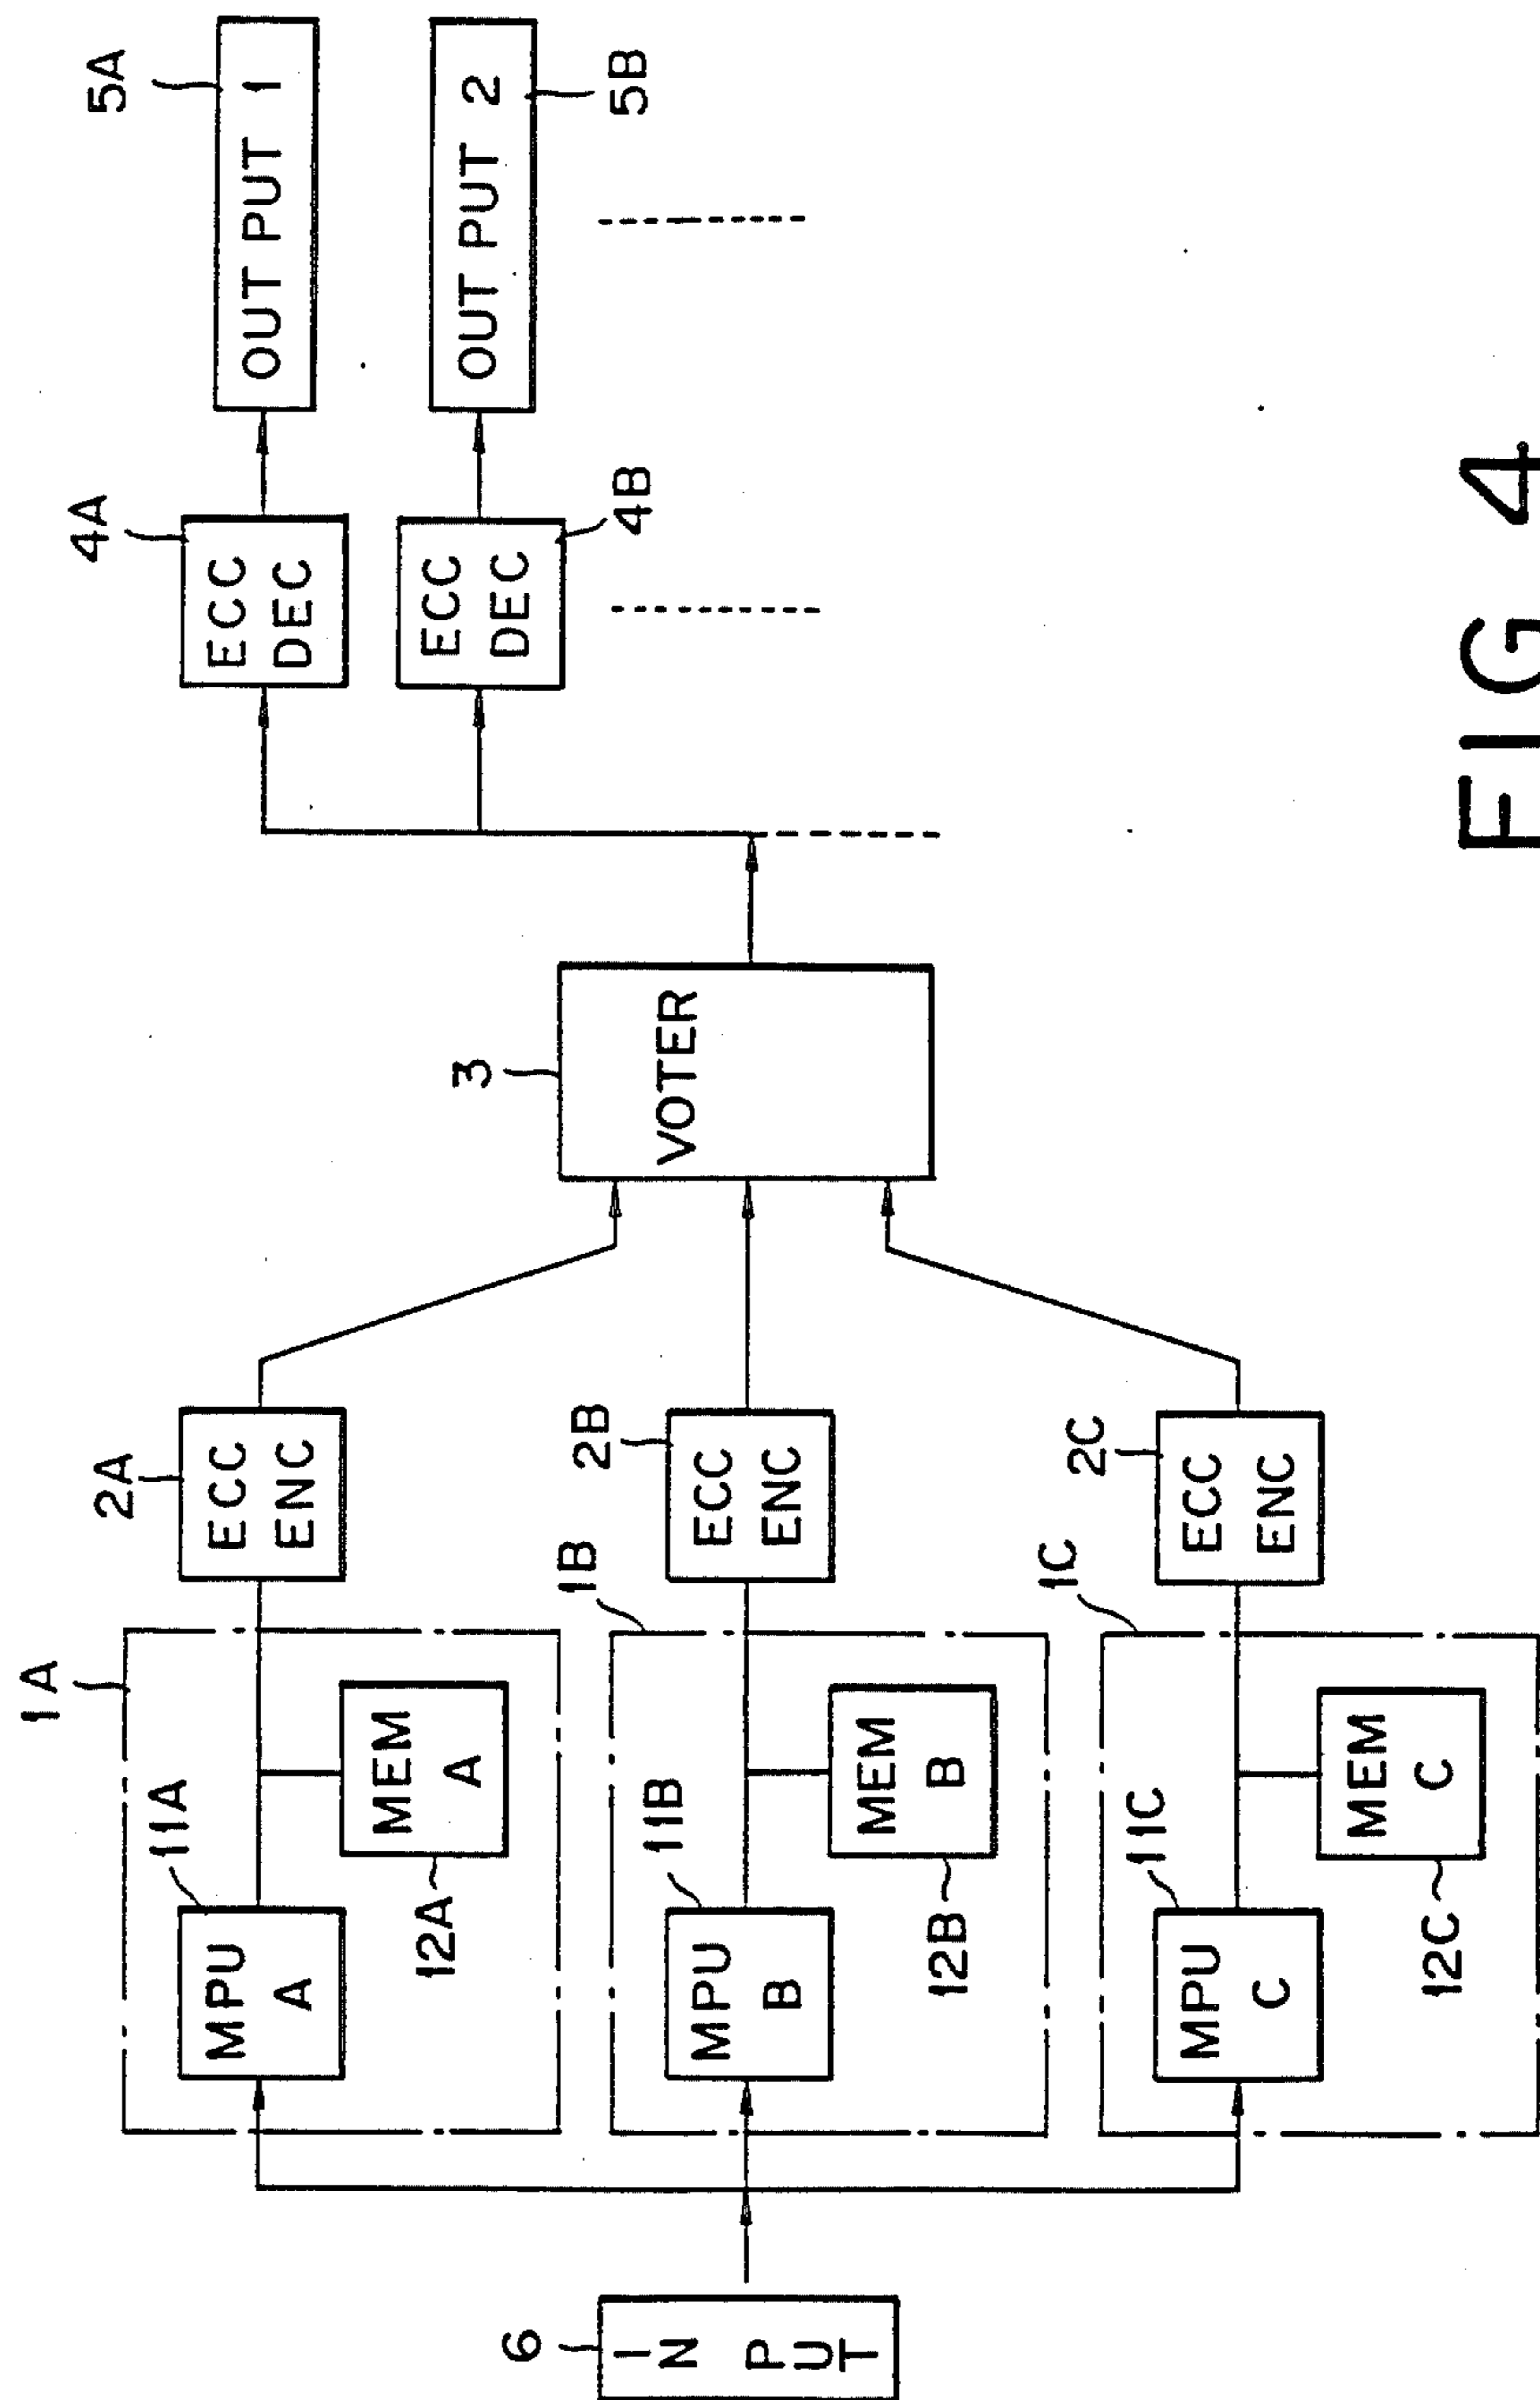 1A
11A
MPU
A
MEM
A
12A
2A
ECC
ENC
4A
ECC
DEC
5A
OUT PUT 1
6
IN
PUT
1B
11B
MPU
B
MEM
B
12B
2B
ECC
ENC
3
VOTER
4B
ECC
DEC
5B
OUT PUT 2
1C
11C
MPU
C
MEM
C
12C
2C
ECC
ENC
FIG 4